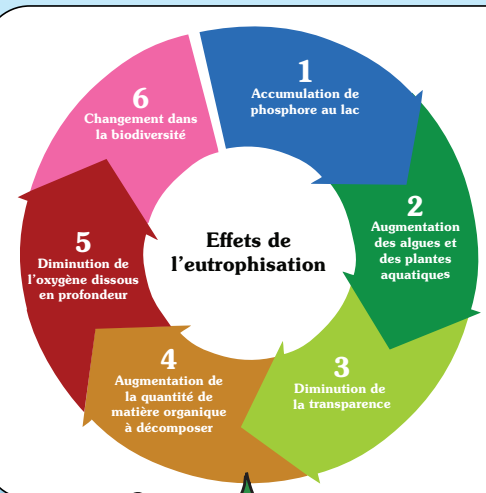 1
Accumulation de
phosphore au lac
2
Augmentation
des algues et
des plantes
aquatiques
3
Diminution de
la transparence
4
Augmentation de
la quantité de
matière organique
à décomposer
5
Diminution de
l'oxygène dissous
en profondeur
6
Changement dans
la biodiversité
Effets de
l'eutrophisation